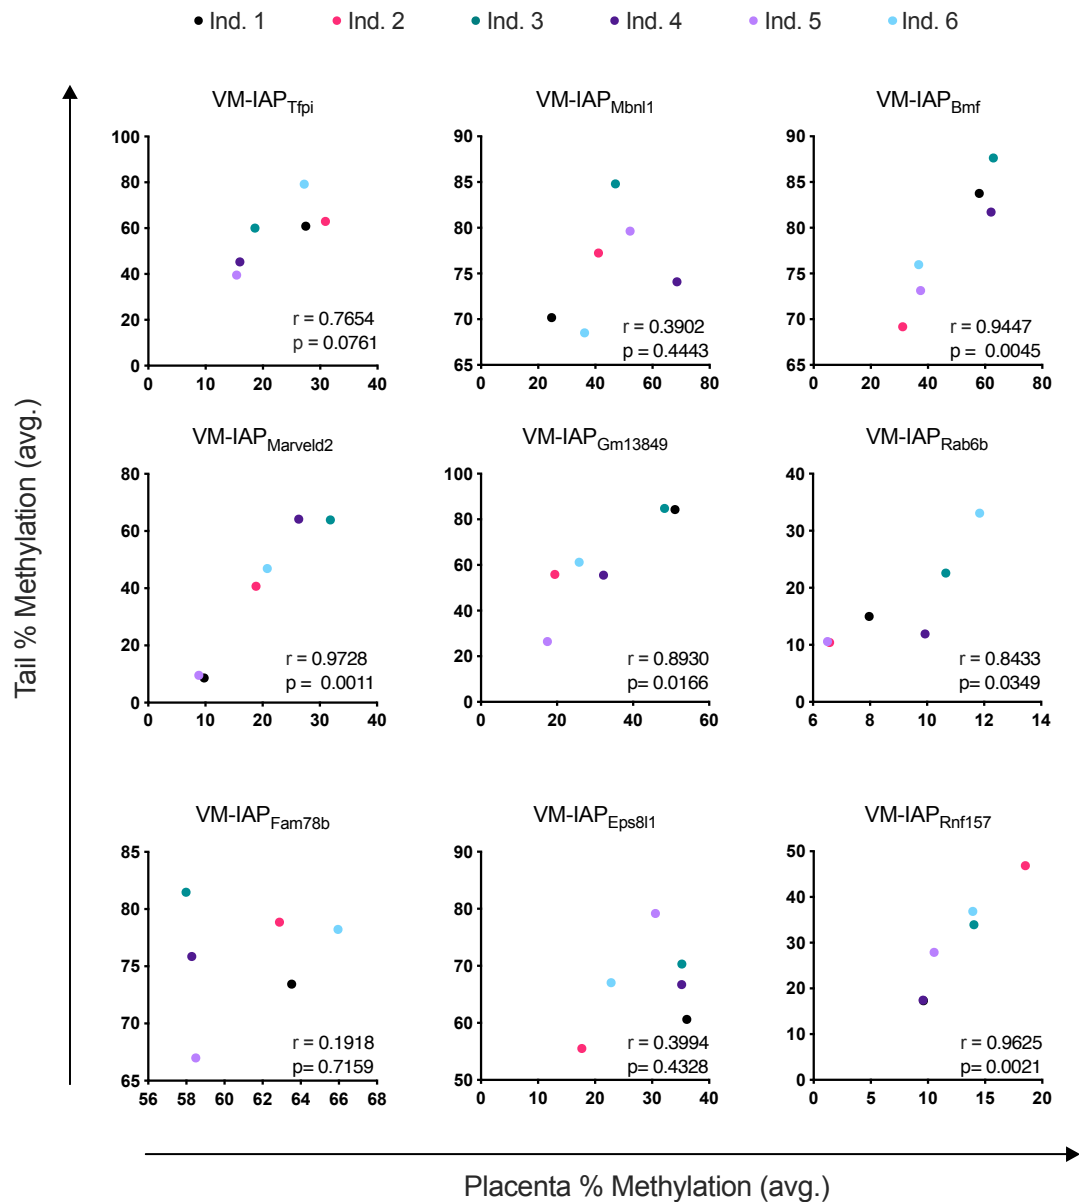 Ind. 1 Ind. 2 Ind. 3 Ind. 4 Ind. 5 Ind. 6
Tail % Methylation (avg.)
VM-IAPTfpi
100
80
60
40
20
0
0 10 20 30 40
r = 0.7654
p = 0.0761
VM-IAPMbnl1
90
85
80
75
70
65
0 20 40 60 80
r = 0.3902
p = 0.4443
VM-IAPBmf
90
85
80
75
70
65
0 20 40 60 80
r = 0.9447
p = 0.0045
VM-IAPMarveld2
80
60
40
20
0
0 10 20 30 40
r = 0.9728
p = 0.0011
VM-IAPGm13849
100
80
60
40
20
0
0 20 40 60
r = 0.8930
p= 0.0166
VM-IAPRab6b
40
30
20
10
0
6 8 10 12 14
r = 0.8433
p= 0.0349
VM-IAPFam78b
85
80
75
70
65
56 58 60 62 64 66 68
r = 0.1918
p= 0.7159
VM-IAPEps8l1
90
80
70
60
50
0 10 20 30 40
r = 0.3994
p= 0.4328
VM-IAPRnf157
50
40
30
20
10
0
0 5 10 15 20
r = 0.9625
p= 0.0021
Placenta % Methylation (avg.)